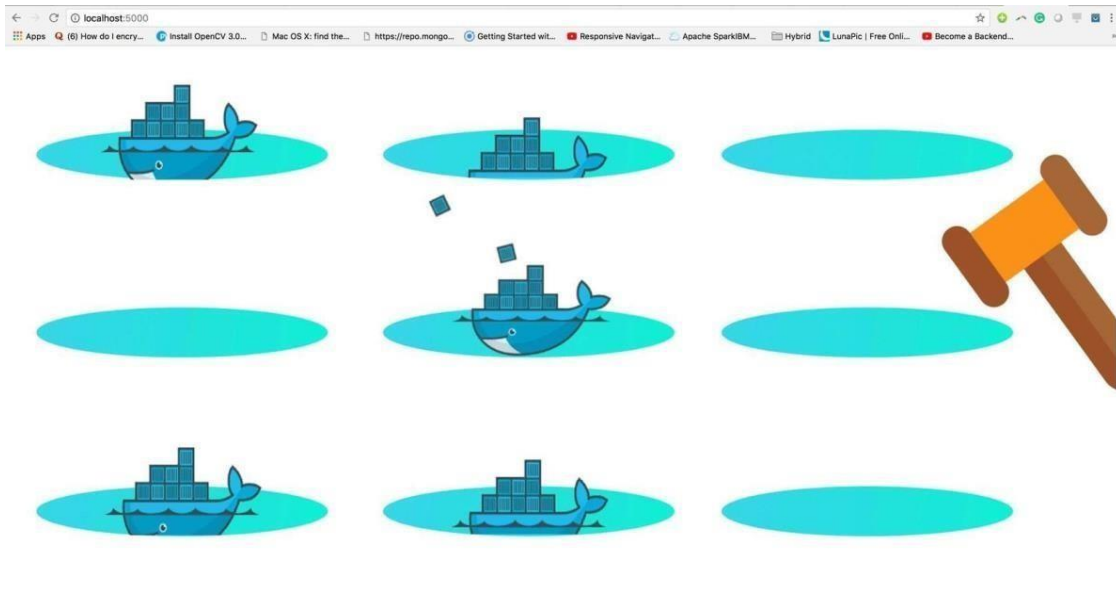 localhost:5000
Apps (6) How do I encry... Install OpenCV 3.0... Mac OS X: find the... https://repo.mongo... Getting Started wit... Responsive Navigat... Apache SparkIBM... Hybrid LunaPic | Free Onli... Become a Backend...